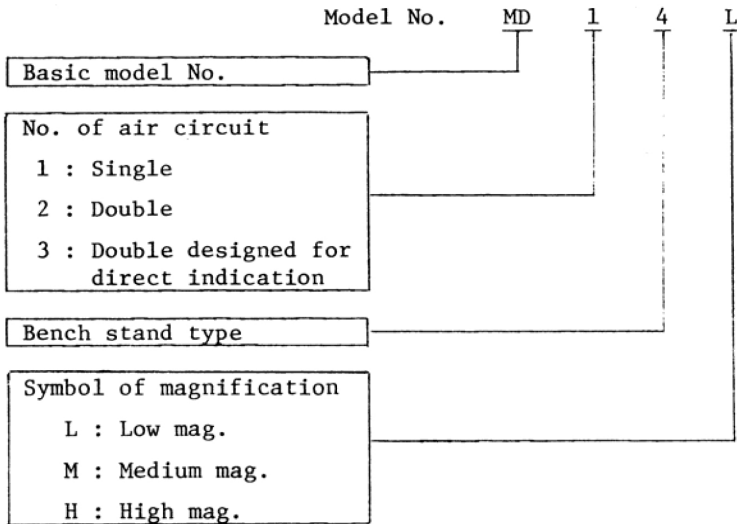 Model No. MD 1 4 L
Basic model No.
No. of air circuit
1 : Single
2 : Double
3 : Double designed for
direct indication
Bench stand type
Symbol of magnification
L : Low mag.
M : Medium mag.
H : High mag.